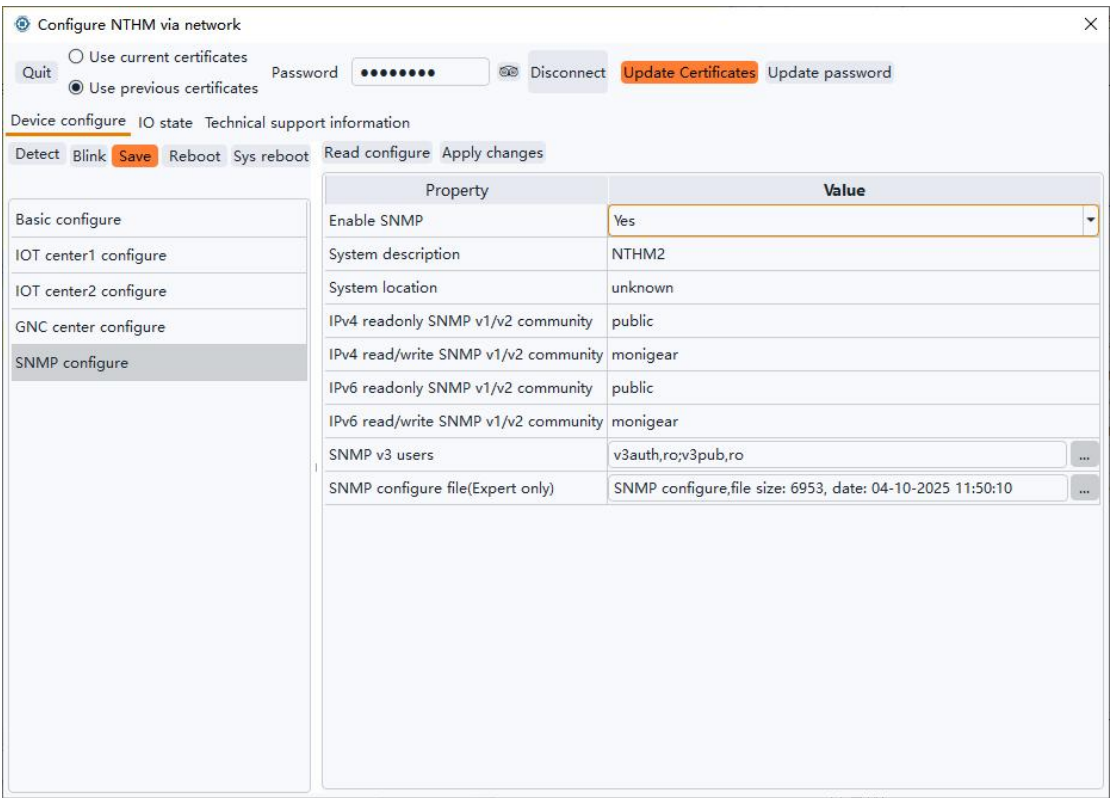 Configure NTHM via network
Quit
Use current certificates
Use previous certificates
Password
Disconnect
Update Certificates
Update password
Device configure IO state Technical support information
Detect Blink Save Reboot Sys reboot
Read configure Apply changes
Basic configure
IOT center1 configure
IOT center2 configure
GNC center configure
SNMP configure
Property Value
Enable SNMP Yes
System description NTHM2
System location unknown
IPv4 readonly SNMP v1/v2 community public
IPv4 read/write SNMP v1/v2 community monigear
IPv6 readonly SNMP v1/v2 community public
IPv6 read/write SNMP v1/v2 community monigear
SNMP v3 users v3auth,ro;v3pub,ro ...
SNMP configure file(Expert only) SNMP configure,file size: 6953, date: 04-10-2025 11:50:10 ...